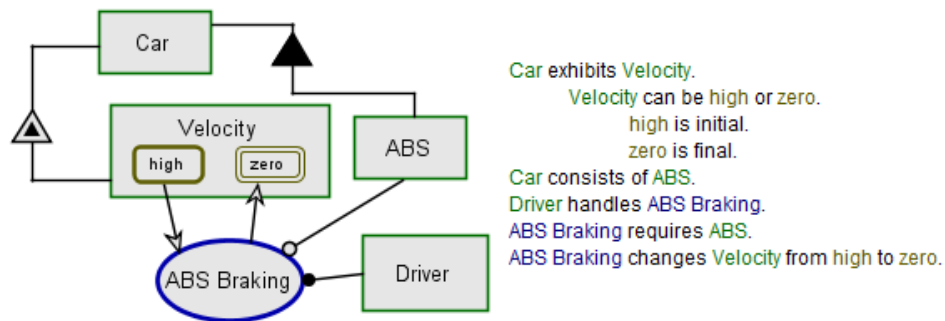 Car
Velocity
high
zero
ABS
ABS Braking
Driver
Car exhibits Velocity.
Velocity can be high or zero.
high is initial.
zero is final.
Car consists of ABS.
Driver handles ABS Braking.
ABS Braking requires ABS.
ABS Braking changes Velocity from high to zero.